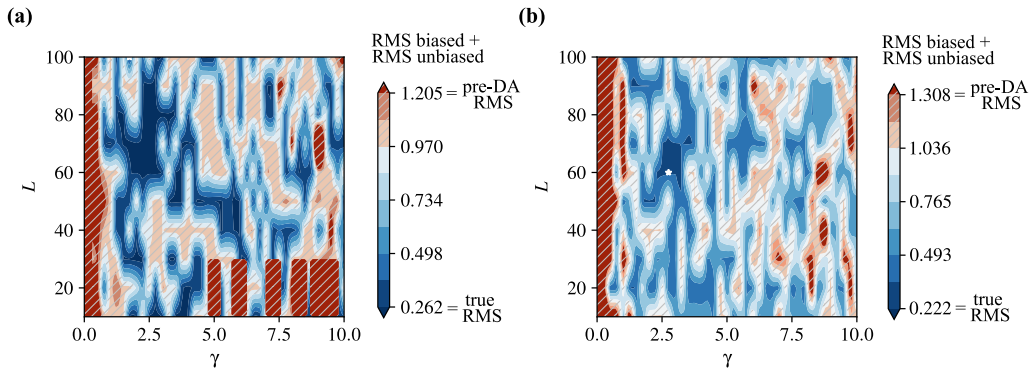 (a)
RMS biased +
RMS unbiased
100
80
60
40
20
L
0.0 2.5 5.0 7.5 10.0
γ
1.205 = pre-DA
RMS
0.970
0.734
0.498
0.262 = true
RMS
(b)
RMS biased +
RMS unbiased
100
80
60
40
20
L
0.0 2.5 5.0 7.5 10.0
γ
1.308 = pre-DA
RMS
1.036
0.765
0.493
0.222 = true
RMS